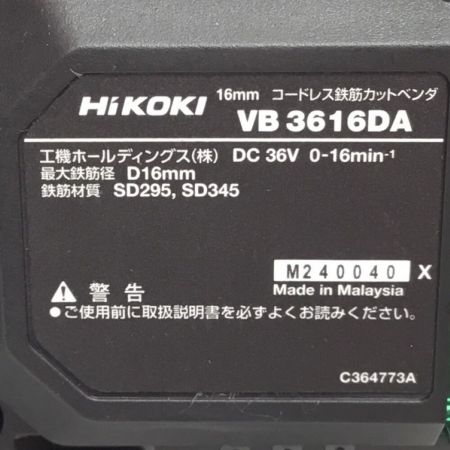 16mm コードレス鉄筋カットベンダ
HiKOKI VB 3616DA
工機ホールディングス(株) DC 36V 0-16min-1
最大鉄筋径 D16mm
鉄筋材質 SD295, SD345
M240040 X
Made in Malaysia
警告
●ご使用前に取扱説明書を必ずよくお読みください。
C364773A